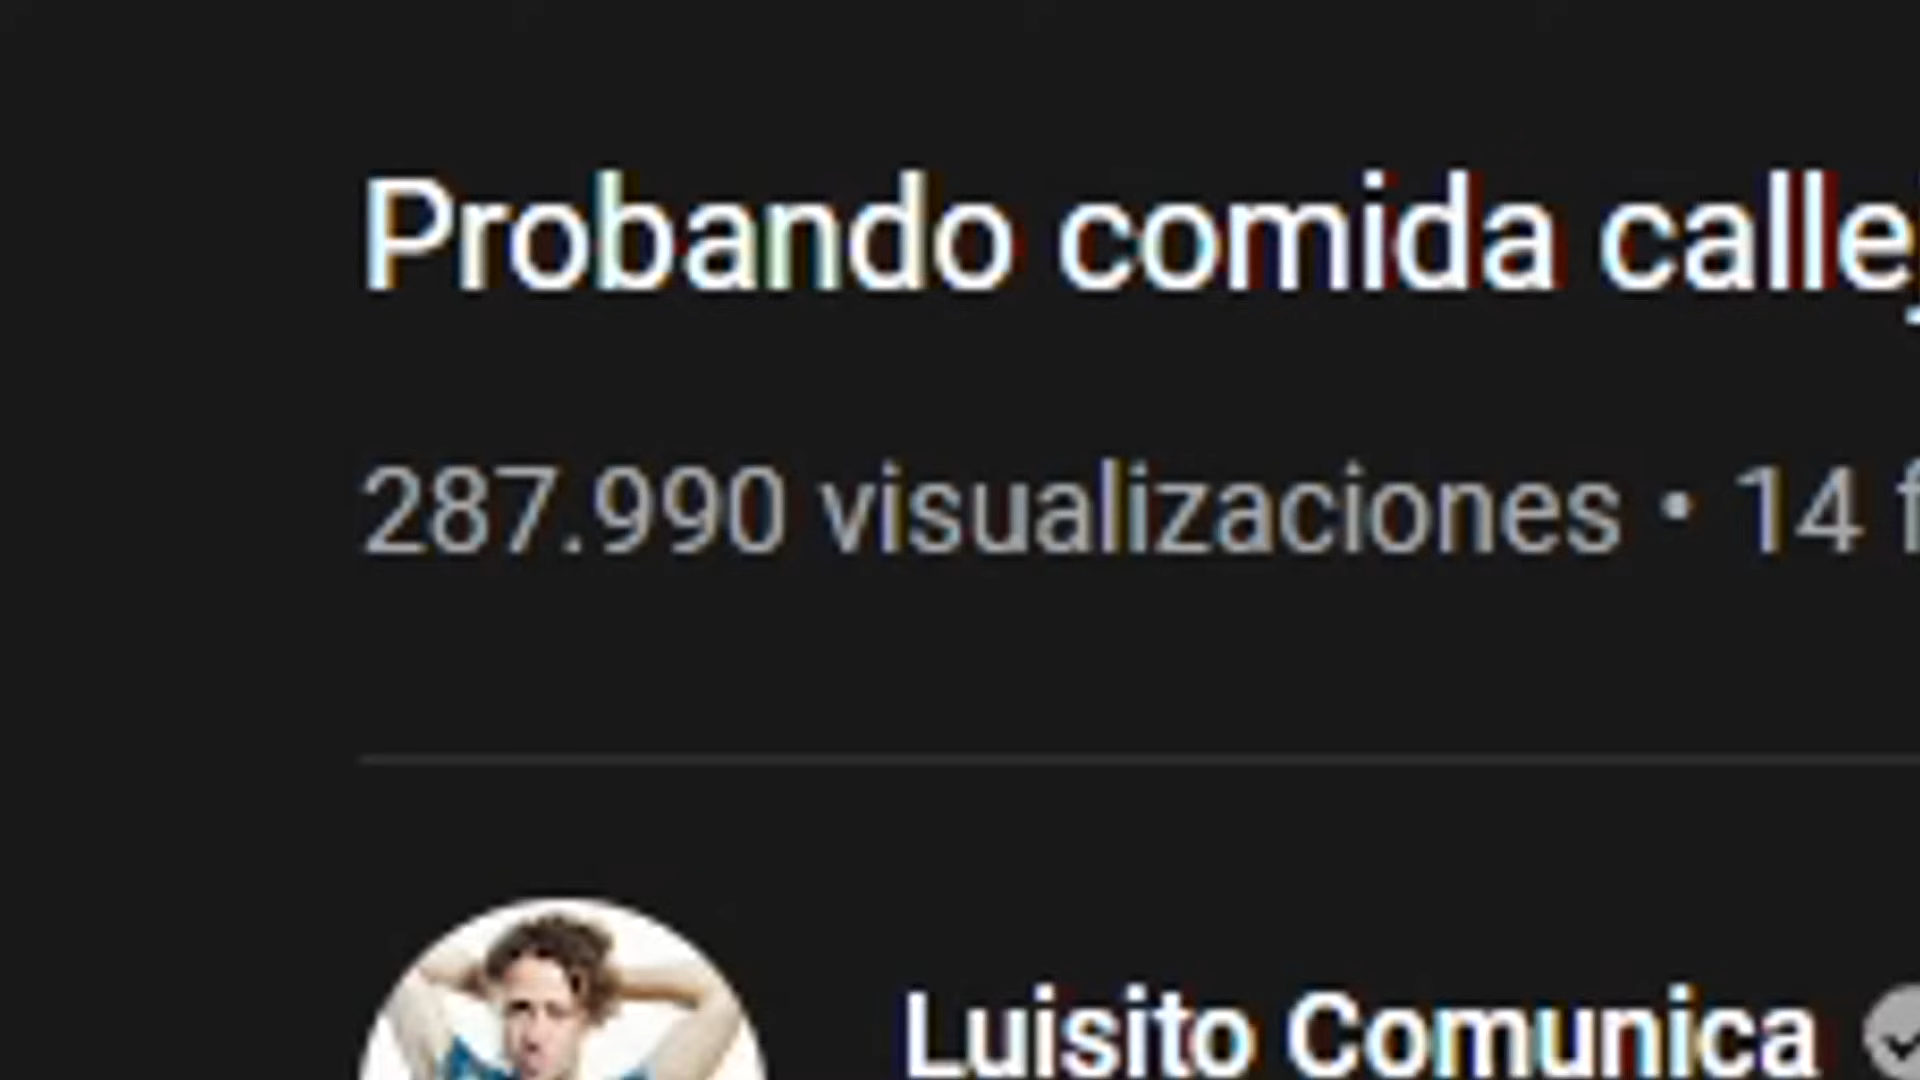 Probando comida calle
287.990 visualizaciones • 14 f
Luisito Comunica